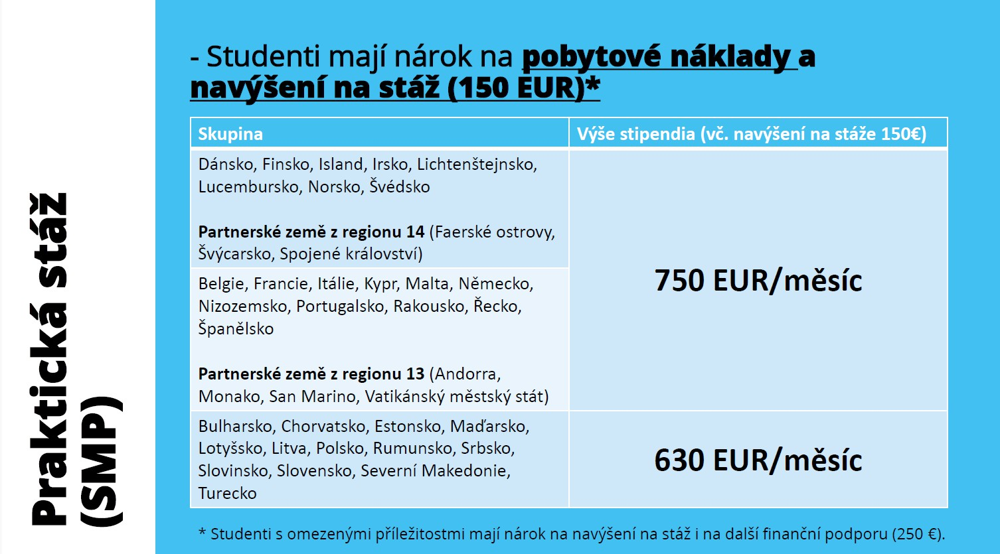 Praktická stáž
(SMP)
- Studenti mají nárok na pobytové náklady a
navýšení na stáž (150 EUR)*
Skupina
Výše stipendia (vč. navýšení na stáže 150€)
Dánsko, Finsko, Island, Irsko, Lichtenštejnsko,
Lucembursko, Norsko, Švédsko
Partnerské země z regionu 14 (Faerské ostrovy,
Švýcarsko, Spojené království)
750 EUR/měsíc
Belgie, Francie, Itálie, Kypr, Malta, Německo,
Nizozemsko, Portugalsko, Rakousko, Řecko,
Španělsko
Partnerské země z regionu 13 (Andorra,
Monako, San Marino, Vatikánský městský stát)
Bulharsko, Chorvatsko, Estonsko, Maďarsko,
Lotyšsko, Litva, Polsko, Rumunsko, Srbsko,
Slovinsko, Slovensko, Severní Makedonie,
Turecko
630 EUR/měsíc
* Studenti s omezenými příležitostmi mají nárok na navýšení na stáž i na další finanční podporu (250 €).